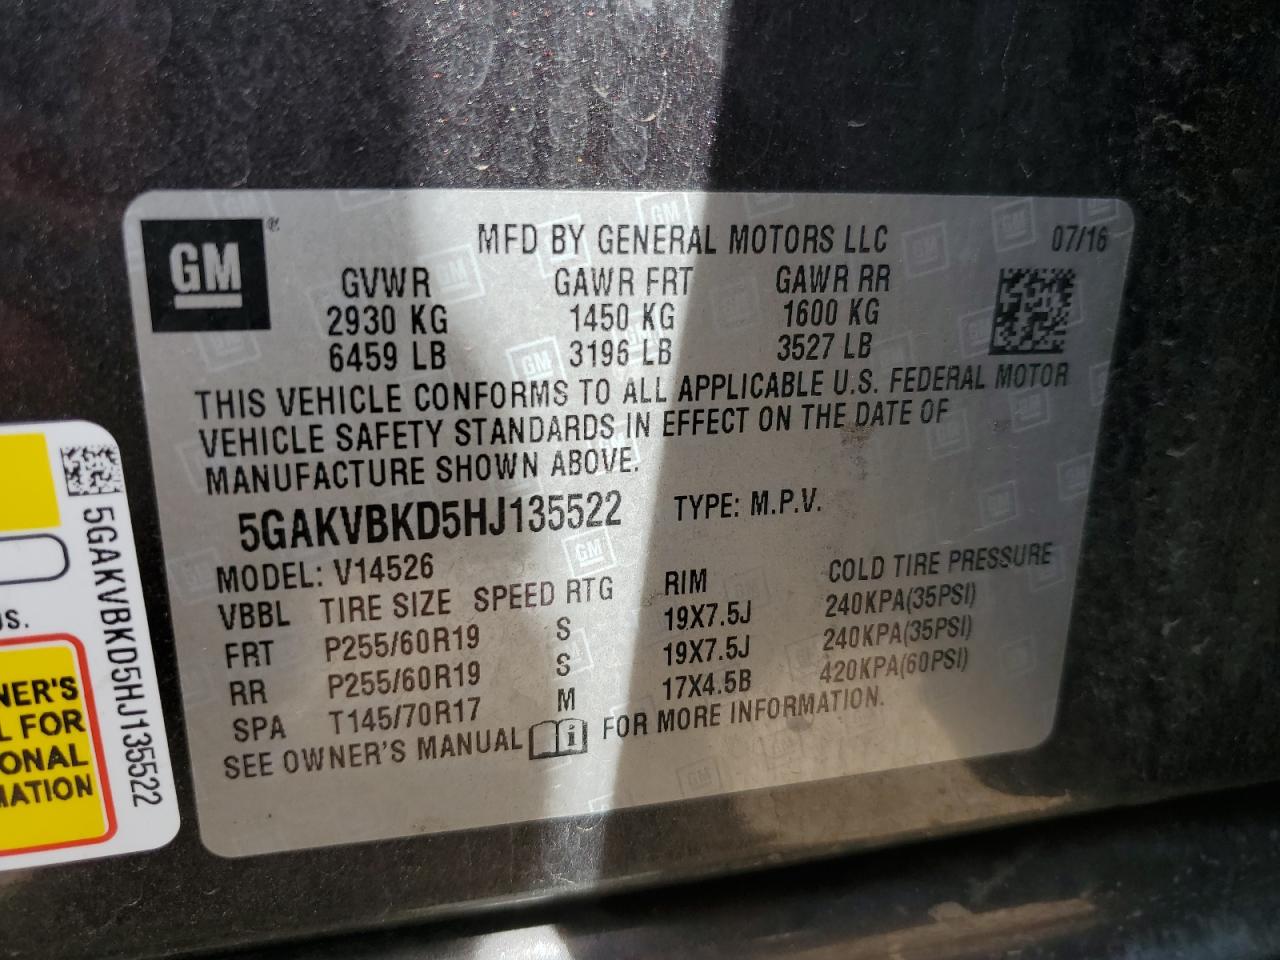 GM
®
MFD BY GENERAL MOTORS LLC
07/16
GVWR GAWR FRT GAWR RR
2930 KG 1450 KG 1600 KG
6459 LB 3196 LB 3527 LB
THIS VEHICLE CONFORMS TO ALL APPLICABLE U.S. FEDERAL MOTOR
VEHICLE SAFETY STANDARDS IN EFFECT ON THE DATE OF
MANUFACTURE SHOWN ABOVE.
5GAKVBKD5HJ135522 TYPE: M.P.V.
MODEL: V14526
VBBL TIRE SIZE SPEED RTG RIM COLD TIRE PRESSURE
FRT P255/60R19 S 19X7.5J 240KPA(35PSI)
RR P255/60R19 S 19X7.5J 240KPA(35PSI)
SPA T145/70R17 M 17X4.5B 420KPA(60PSI)
SEE OWNER'S MANUAL FOR MORE INFORMATION.
5GAKVBKD5HJ135522
NER'S
L FOR
ONAL
MATION